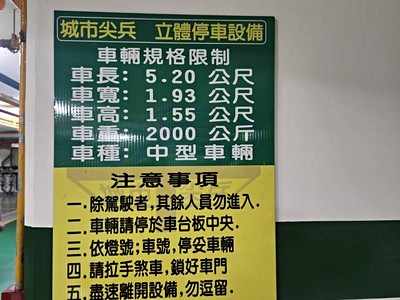 城市尖兵 立體停車設備
車輛規格限制
車長: 5.20 公尺
車寬: 1.93 公尺
車高: 1.55 公尺
車重: 2000 公斤
車種: 中型車輛
注意事項
一.除駕駛者,其餘人員勿進入.
二.車輛請停於車台板中央.
三.依燈號;車號,停妥車輛
四.請拉手煞車,鎖好車門
五.盡速離開設備,勿逗留.